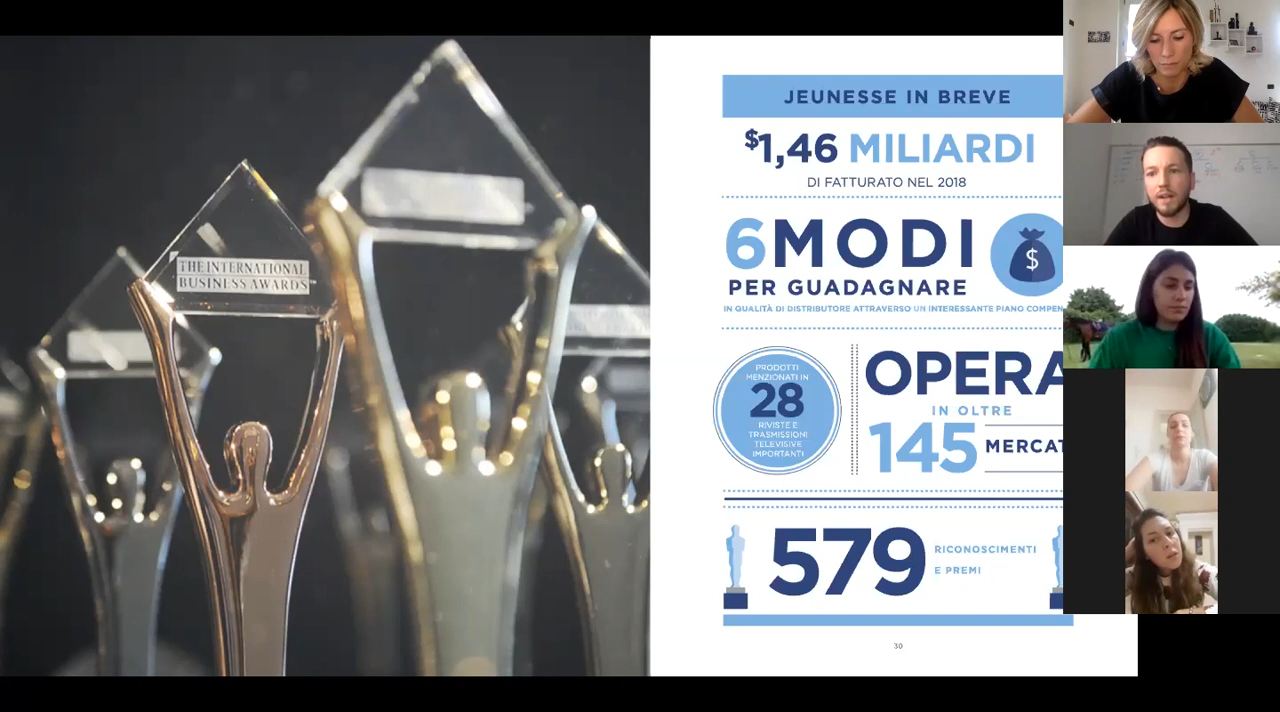 THE INTERNATIONAL
BUSINESS AWARDS™
JEUNESSE IN BREVE
$1,46 MILIARDI
DI FATTURATO NEL 2018
6 MODI
$
PER GUADAGNARE
IN QUALITÀ DI DISTRIBUTORE ATTRAVERSO UN INTERESSANTE PIANO COMPEN
PRODOTTI
MENZIONATI IN
28
RIVISTE E
TRASMISSIONI
TELEVISIVE
IMPORTANTI
OPERA
IN OLTRE
145
MERCAT
579
RICONOSCIMENTI
E PREMI
30